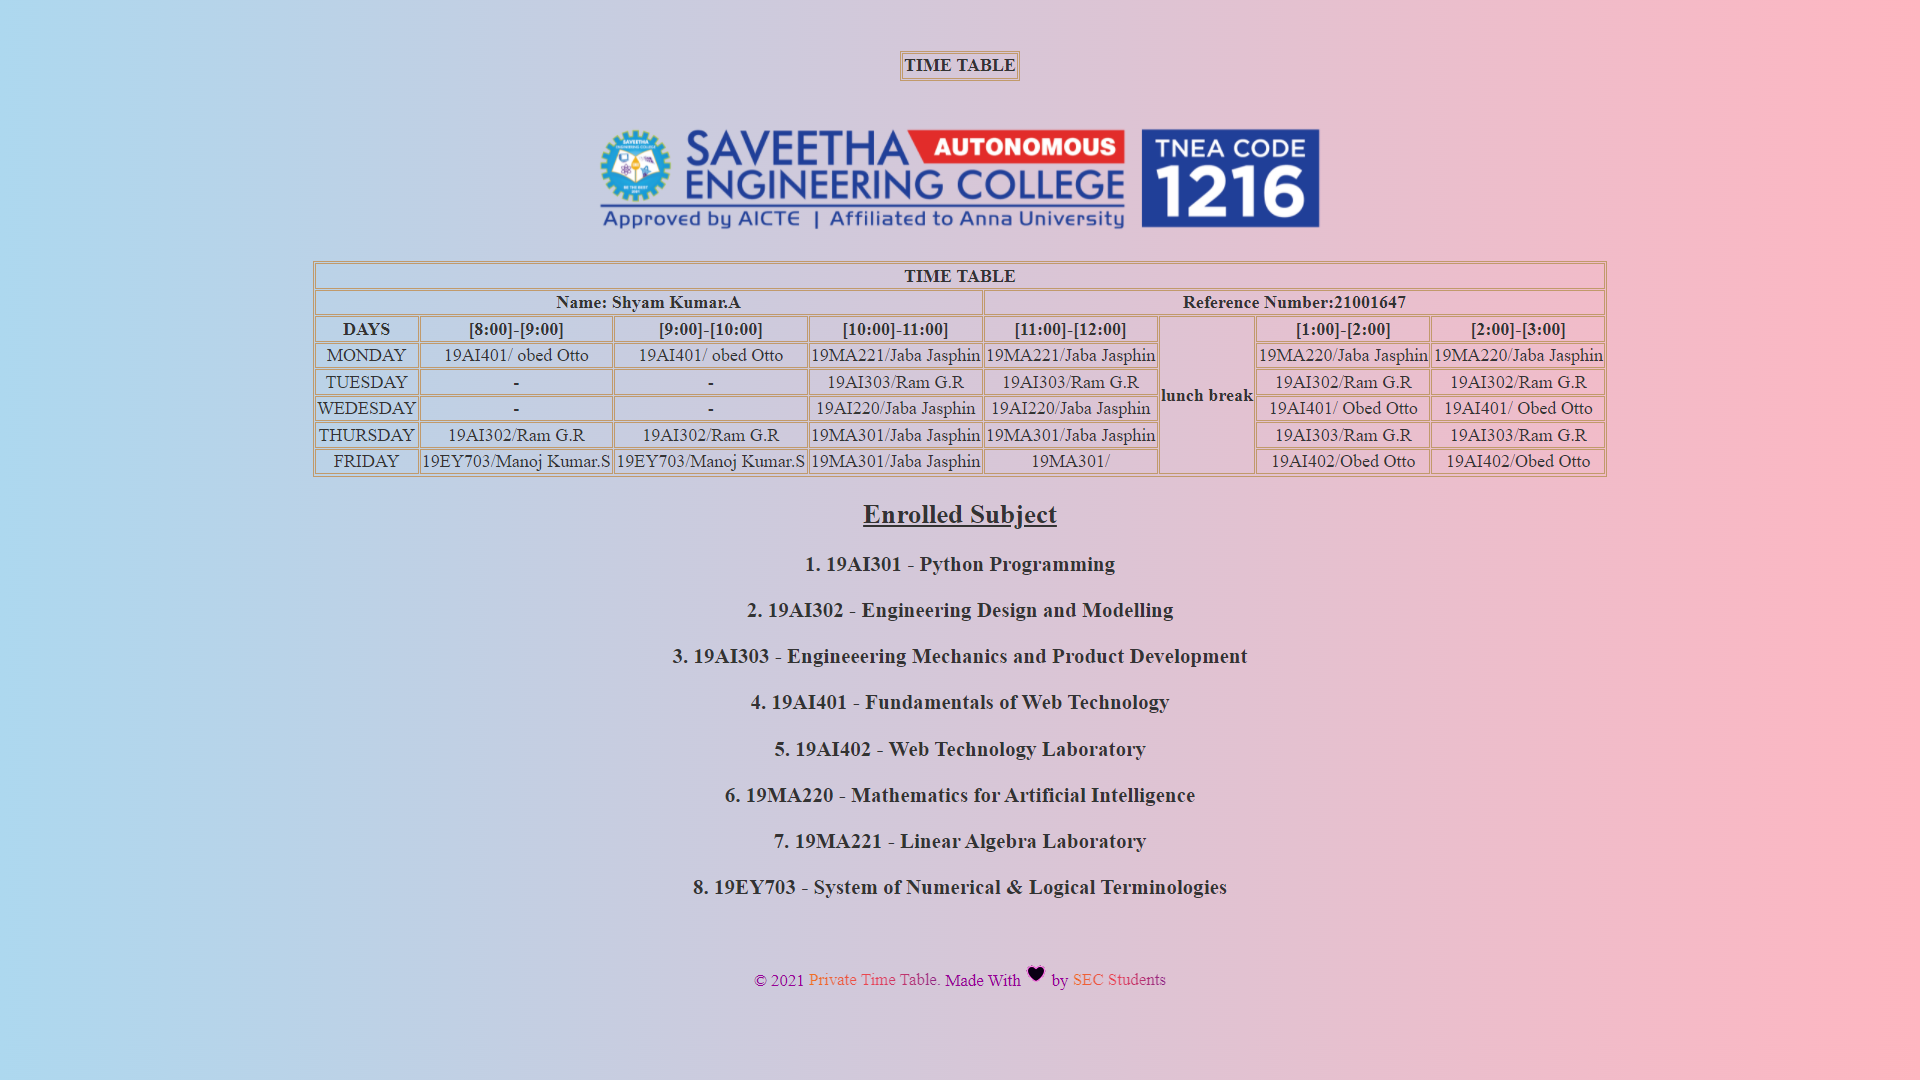 TIME TABLE
SAVEETHA AUTONOMOUS
ENGINEERING COLLEGE
Approved by AICTE | Affiliated to Anna University
TNEA CODE
1216
TIME TABLE
Name: Shyam Kumar.A Reference Number:21001647
DAYS [8:00]-[9:00] [9:00]-[10:00] [10:00]-11:00] [11:00]-[12:00] lunch break [1:00]-[2:00] [2:00]-[3:00]
MONDAY 19AI401/ obed Otto 19AI401/ obed Otto 19MA221/Jaba Jasphin 19MA221/Jaba Jasphin 19MA220/Jaba Jasphin 19MA220/Jaba Jasphin
TUESDAY - - 19AI303/Ram G.R 19AI303/Ram G.R 19AI302/Ram G.R 19AI302/Ram G.R
WEDESDAY - - 19AI220/Jaba Jasphin 19AI220/Jaba Jasphin 19AI401/ Obed Otto 19AI401/ Obed Otto
THURSDAY 19AI302/Ram G.R 19AI302/Ram G.R 19MA301/Jaba Jasphin 19MA301/Jaba Jasphin 19AI303/Ram G.R 19AI303/Ram G.R
FRIDAY 19EY703/Manoj Kumar.S 19EY703/Manoj Kumar.S 19MA301/Jaba Jasphin 19MA301/ 19AI402/Obed Otto 19AI402/Obed Otto
Enrolled Subject
1. 19AI301 - Python Programming
2. 19AI302 - Engineering Design and Modelling
3. 19AI303 - Engineeering Mechanics and Product Development
4. 19AI401 - Fundamentals of Web Technology
5. 19AI402 - Web Technology Laboratory
6. 19MA220 - Mathematics for Artificial Intelligence
7. 19MA221 - Linear Algebra Laboratory
8. 19EY703 - System of Numerical & Logical Terminologies
© 2021 Private Time Table. Made With 🖤 by SEC Students